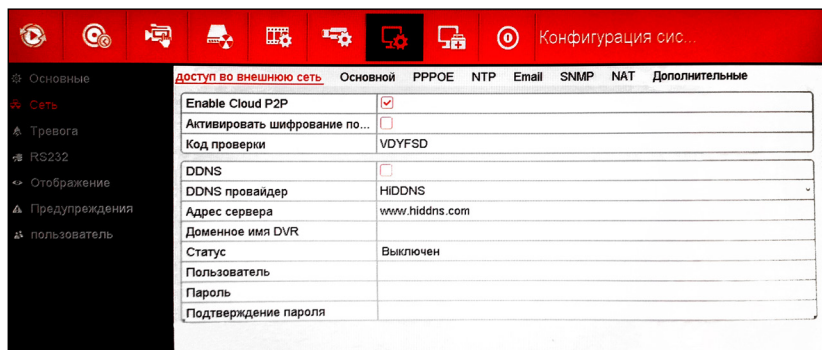 Конфигурация сис...
Основные
Сеть
Тревога
RS232
Отображение
Предупреждения
пользователь
доступ во внешнюю сеть Основной PPPOE NTP Email SNMP NAT Дополнительные
Enable Cloud P2P
Активировать шифрование по...
Код проверки VDYFSD
DDNS
DDNS провайдер HiDDNS
Адрес сервера www.hiddns.com
Доменное имя DVR
Статус Выключен
Пользователь
Пароль
Подтверждение пароля